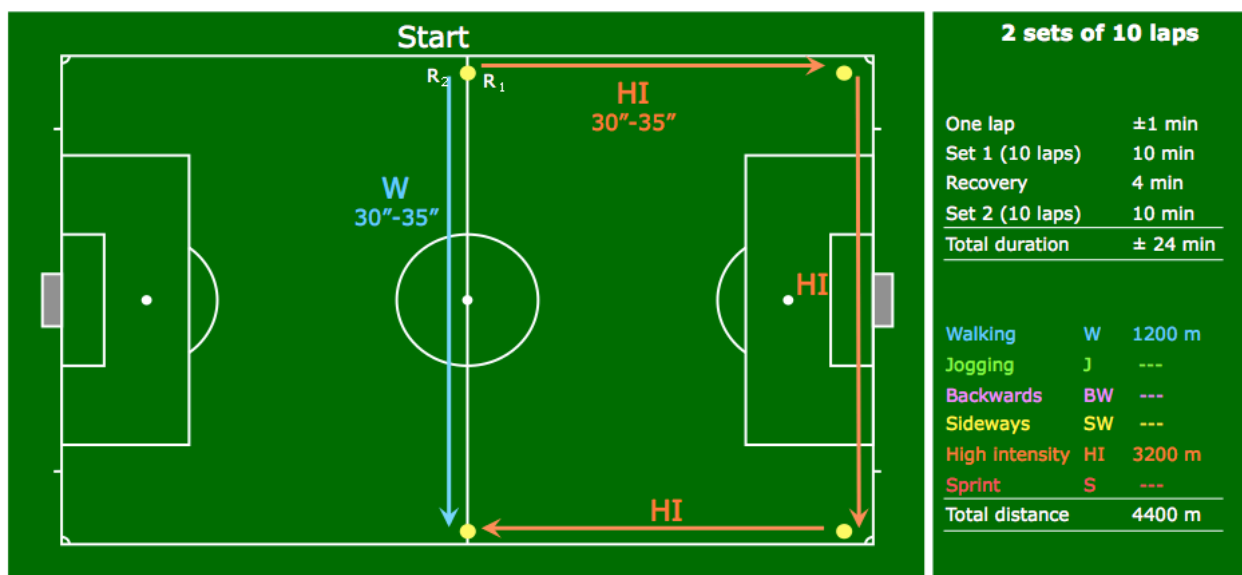 Start
R₂
R₁
HI
30″-35″
W
30″-35″
HI
HI
2 sets of 10 laps
One lap ±1 min
Set 1 (10 laps) 10 min
Recovery 4 min
Set 2 (10 laps) 10 min
Total duration ± 24 min
Walking W 1200 m
Jogging J ---
Backwards BW ---
Sideways SW ---
High intensity HI 3200 m
Sprint S ---
Total distance 4400 m